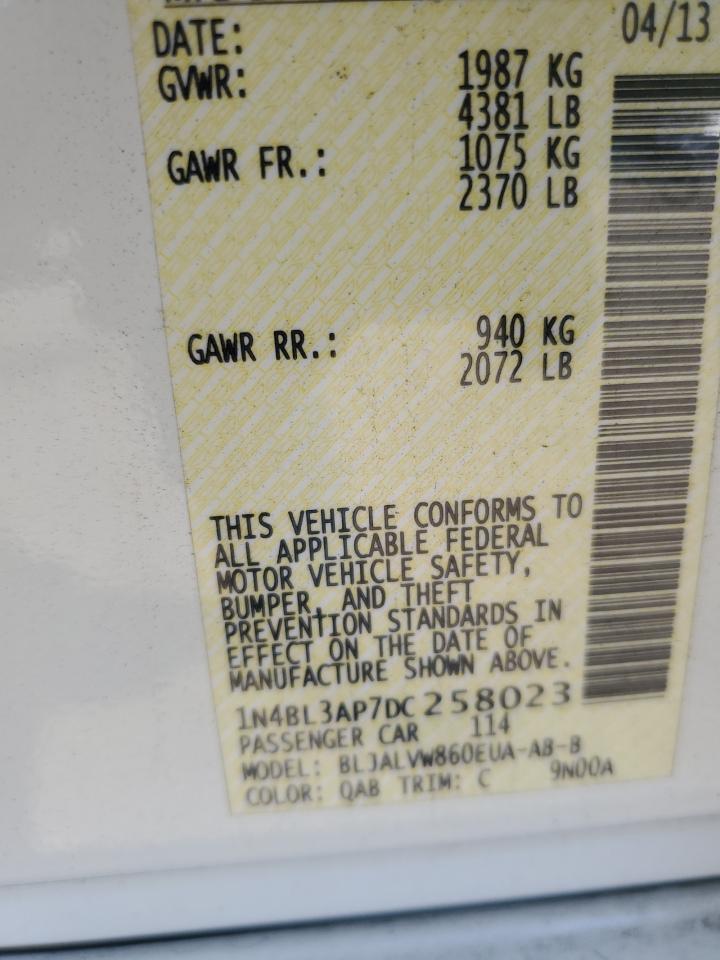 DATE: 04/13
GVWR: 1987 KG
4381 LB
GAWR FR.: 1075 KG
2370 LB
GAWR RR.: 940 KG
2072 LB
THIS VEHICLE CONFORMS TO
ALL APPLICABLE FEDERAL
MOTOR VEHICLE SAFETY,
BUMPER, AND THEFT
PREVENTION STANDARDS IN
EFFECT ON THE DATE OF
MANUFACTURE SHOWN ABOVE.
1N4BL3AP7DC258023
PASSENGER CAR 114
MODEL: BLJALVW860EUA-AB-B
COLOR: QAB TRIM: C 9N00A